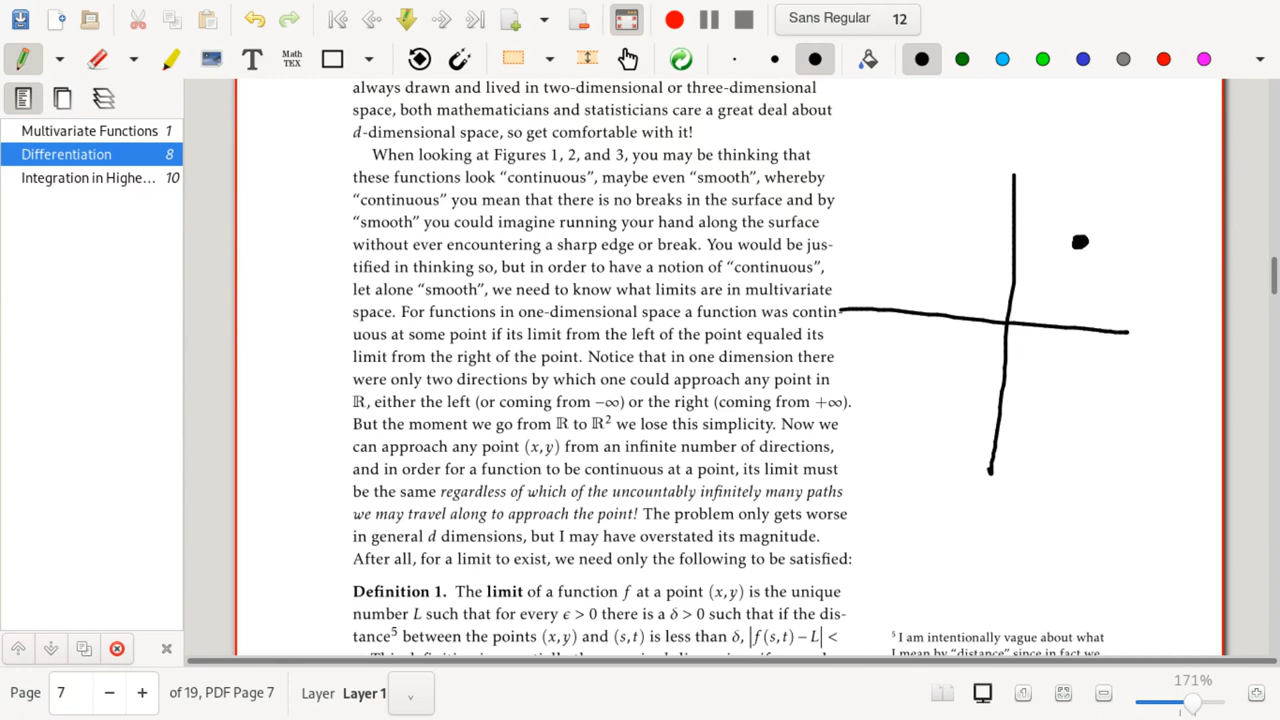 Sans Regular 12
T Math TEX
Multivariate Functions 1
Differentiation 8
Integration in Highe... 10
always drawn and lived in two-dimensional or three-dimensional
space, both mathematicians and statisticians care a great deal about
d-dimensional space, so get comfortable with it!
When looking at Figures 1, 2, and 3, you may be thinking that
these functions look “continuous”, maybe even “smooth”, whereby
“continuous” you mean that there is no breaks in the surface and by
“smooth” you could imagine running your hand along the surface
without ever encountering a sharp edge or break. You would be jus-
tified in thinking so, but in order to have a notion of “continuous”,
let alone “smooth”, we need to know what limits are in multivariate
space. For functions in one-dimensional space a function was contin-
uous at some point if its limit from the left of the point equaled its
limit from the right of the point. Notice that in one dimension there
were only two directions by which one could approach any point in
ℝ, either the left (or coming from −∞) or the right (coming from +∞).
But the moment we go from ℝ to ℝ² we lose this simplicity. Now we
can approach any point (x,y) from an infinite number of directions,
and in order for a function to be continuous at a point, its limit must
be the same regardless of which of the uncountably infinitely many paths
we may travel along to approach the point! The problem only gets worse
in general d dimensions, but I may have overstated its magnitude.
After all, for a limit to exist, we need only the following to be satisfied:
Definition 1. The limit of a function f at a point (x,y) is the unique
number L such that for every ϵ > 0 there is a δ > 0 such that if the dis-
tance⁵ between the points (x,y) and (s,t) is less than δ, |f(s,t) − L| <
⁵ I am intentionally vague about what
I mean by “distance” since in fact we
Page 7 of 19, PDF Page 7 Layer Layer 1 171%